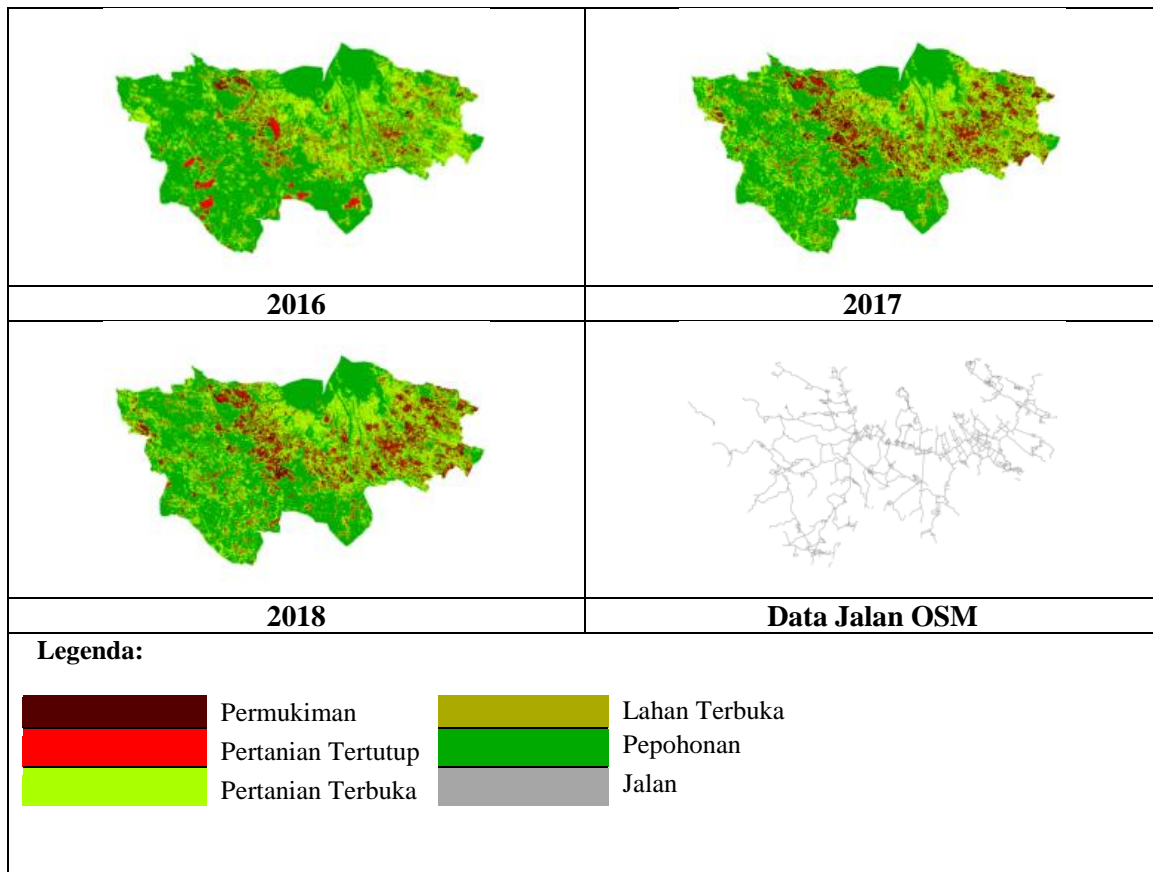 2016
2017
2018
Data Jalan OSM
Legenda:
Permukiman
Pertanian Tertutup
Pertanian Terbuka
Lahan Terbuka
Pepohonan
Jalan